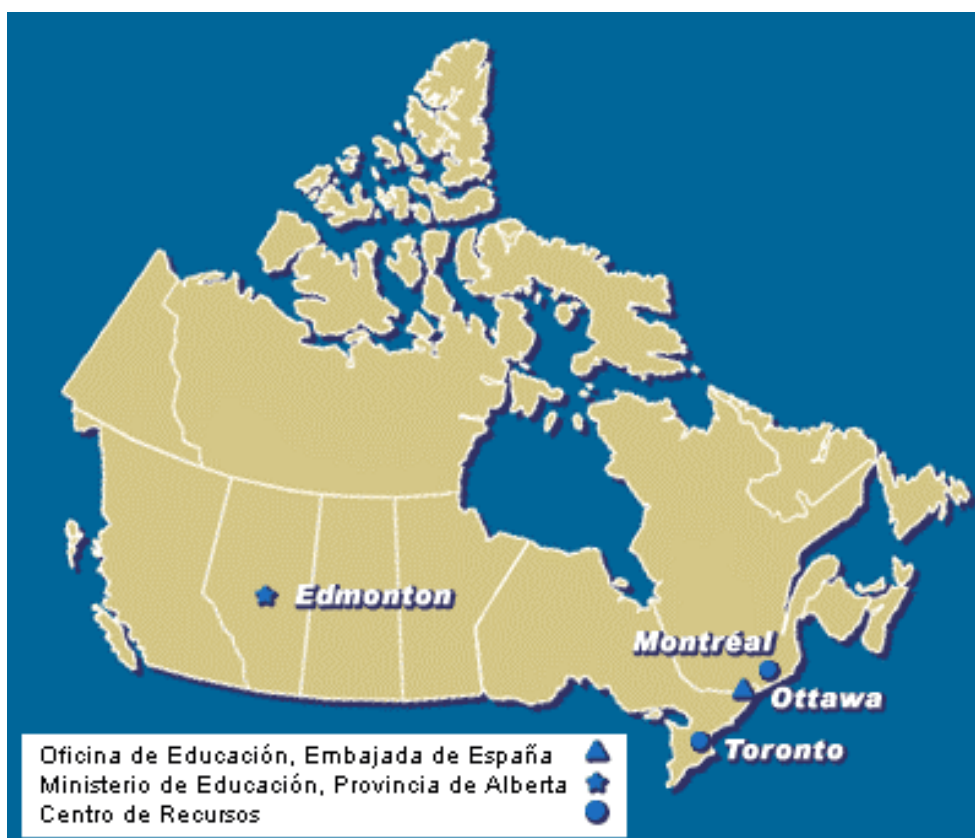 Edmonton
Montréal
Ottawa
Toronto
Oficina de Educación, Embajada de España
Ministerio de Educación, Provincia de Alberta
Centro de Recursos